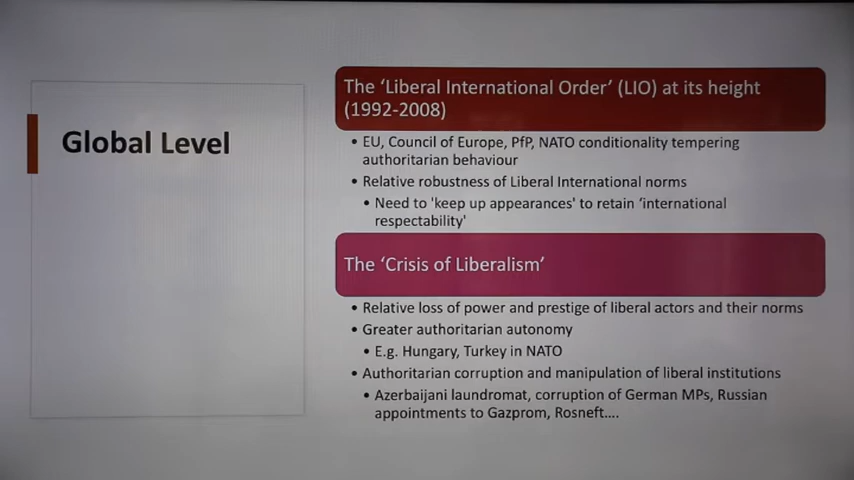 Global Level
The ‘Liberal International Order’ (LIO) at its height
(1992-2008)
• EU, Council of Europe, PfP, NATO conditionality tempering
authoritarian behaviour
• Relative robustness of Liberal International norms
• Need to 'keep up appearances' to retain ‘international
respectability'
The ‘Crisis of Liberalism’
• Relative loss of power and prestige of liberal actors and their norms
• Greater authoritarian autonomy
• E.g. Hungary, Turkey in NATO
• Authoritarian corruption and manipulation of liberal institutions
• Azerbaijani laundromat, corruption of German MPs, Russian
appointments to Gazprom, Rosneft....